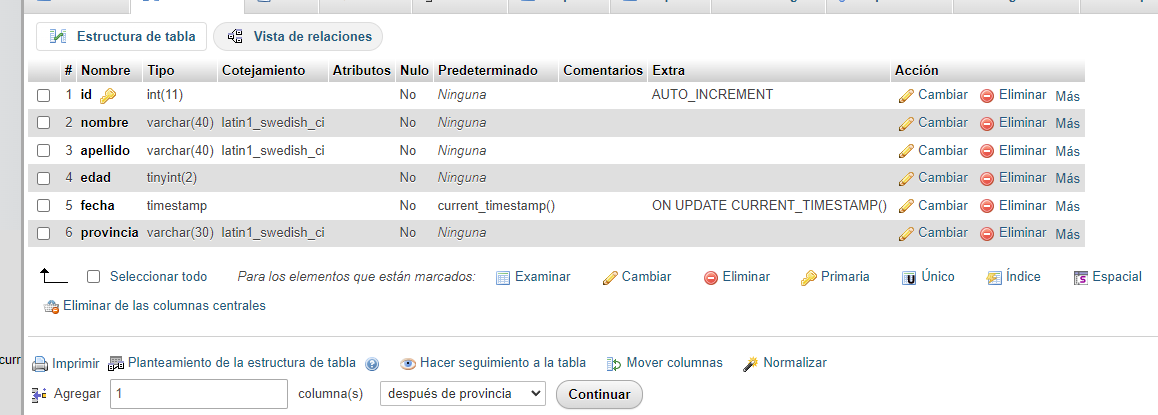 Estructura de tabla Vista de relaciones
# Nombre Tipo Cotejamiento Atributos Nulo Predeterminado Comentarios Extra Acción
1 id int(11) No Ninguna AUTO_INCREMENT Cambiar Eliminar Más
2 nombre varchar(40) latin1_swedish_ci No Ninguna Cambiar Eliminar Más
3 apellido varchar(40) latin1_swedish_ci No Ninguna Cambiar Eliminar Más
4 edad tinyint(2) No Ninguna Cambiar Eliminar Más
5 fecha timestamp No current_timestamp() ON UPDATE CURRENT_TIMESTAMP() Cambiar Eliminar Más
6 provincia varchar(30) latin1_swedish_ci No Ninguna Cambiar Eliminar Más
Seleccionar todo Para los elementos que están marcados: Examinar Cambiar Eliminar Primaria Único Índice Espacial
Eliminar de las columnas centrales
curr
Imprimir Planteamiento de la estructura de tabla Hacer seguimiento a la tabla Mover columnas Normalizar
Agregar 1 columna(s) después de provincia Continuar